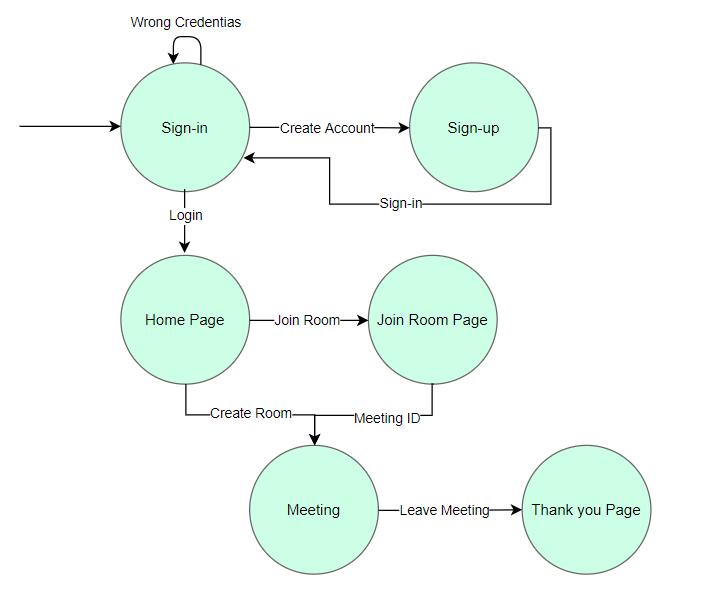 Wrong Credentias
Sign-in
Create Account
Sign-up
Sign-in
Login
Home Page
Join Room
Join Room Page
Create Room
Meeting ID
Meeting
Leave Meeting
Thank you Page